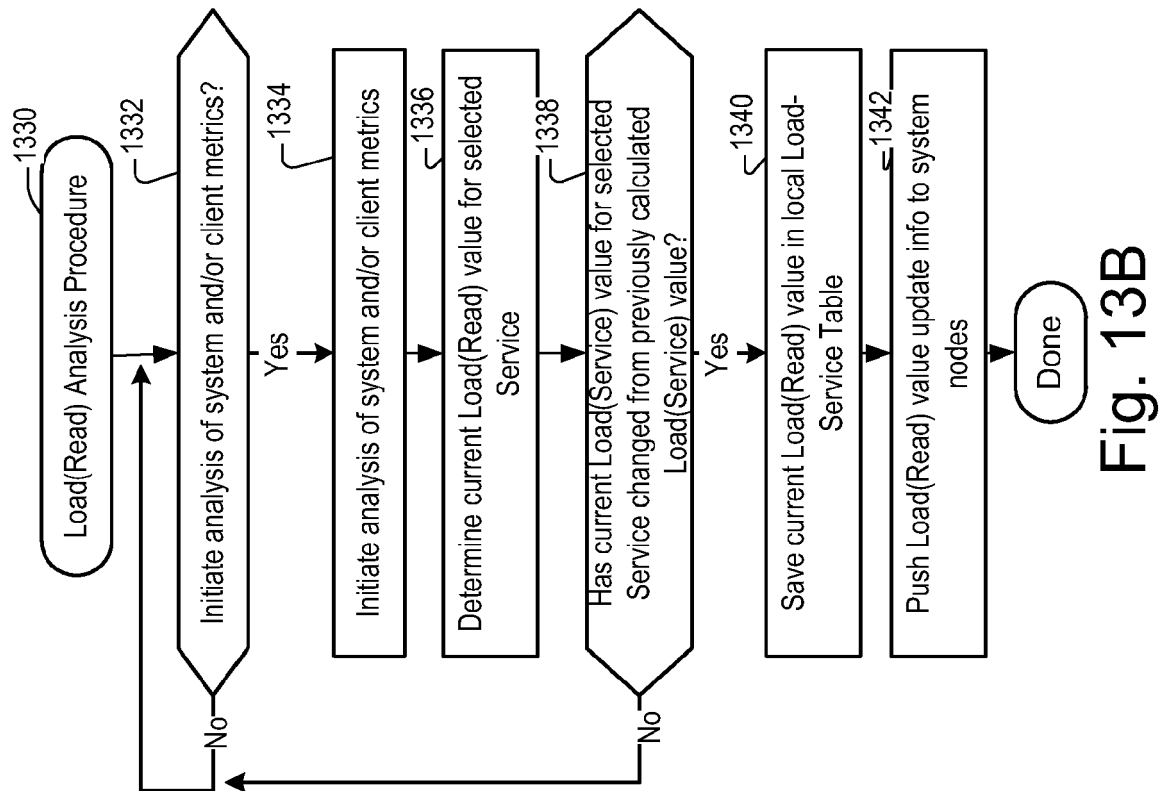 1330
Load(Read) Analysis Procedure
1332
Initiate analysis of system and/or client metrics?
No
Yes
1334
Initiate analysis of system and/or client metrics
1336
Determine current Load(Read) value for selected
Service
1338
Has current Load(Service) value for selected
Service changed from previously calculated
Load(Service) value?
No
Yes
1340
Save current Load(Read) value in local Load-
Service Table
1342
Push Load(Read) value update info to system
nodes
Done
Fig. 13B